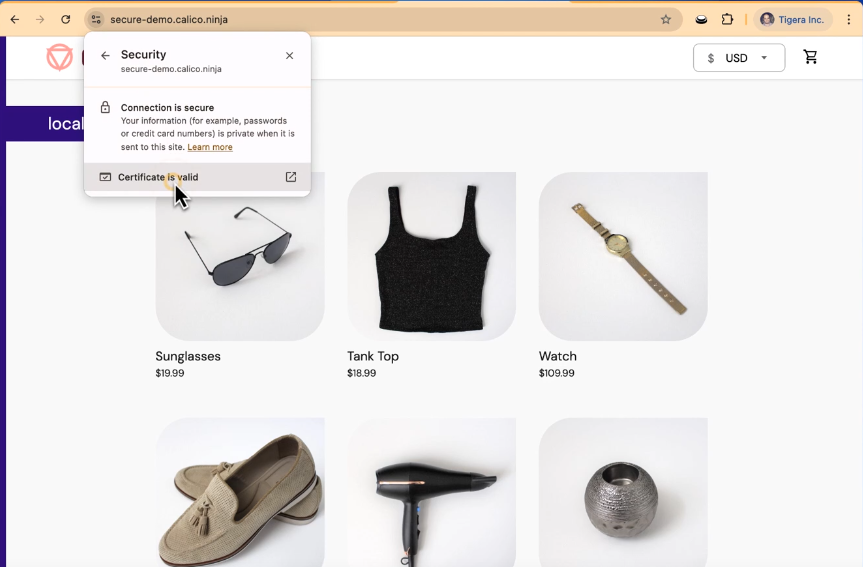 secure-demo.calico.ninja
Tigera Inc.
Security
secure-demo.calico.ninja
Connection is secure
Your information (for example, passwords
or credit card numbers) is private when it is
sent to this site. Learn more
Certificate is valid
$ USD
local
Sunglasses
$19.99
Tank Top
$18.99
Watch
$109.99